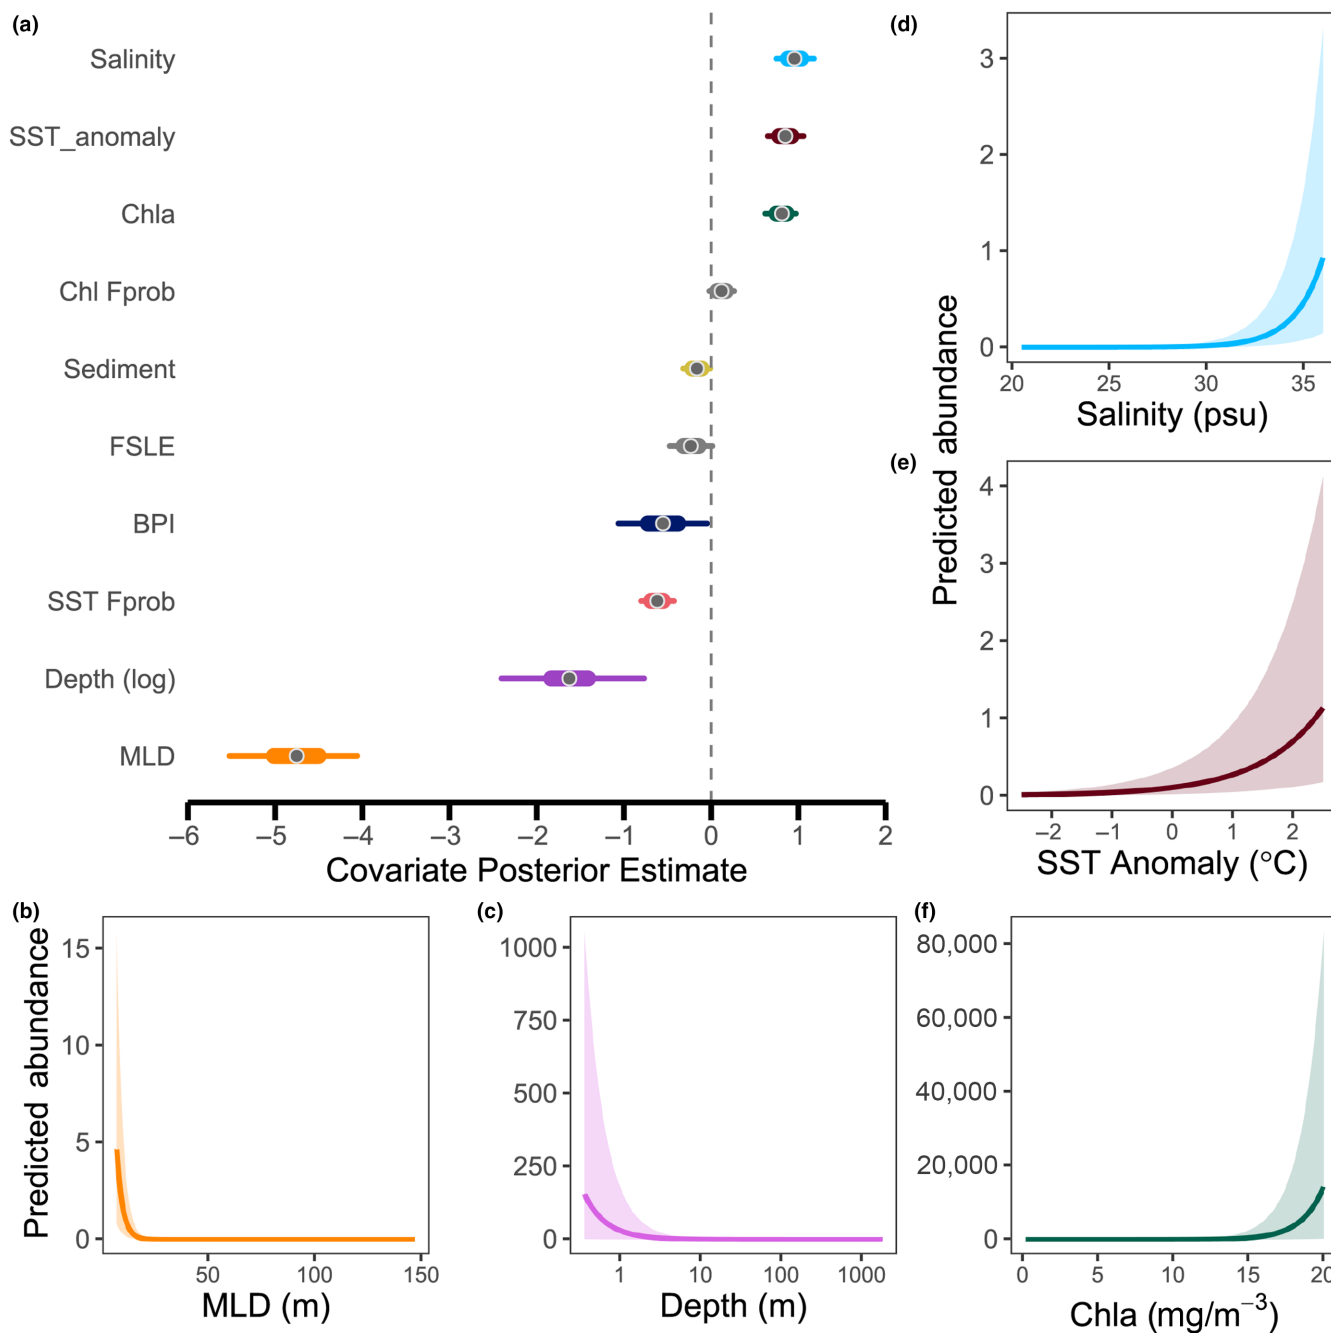 (a)
Salinity
SST_anomaly
Chla
Chl Fprob
Sediment
FSLE
BPI
SST Fprob
Depth (log)
MLD
–6 –5 –4 –3 –2 –1 0 1 2
Covariate Posterior Estimate
(d)
3
2
1
0
20 25 30 35
Salinity (psu)
Predicted abundance
(e)
4
3
2
1
0
–2 –1 0 1 2
SST Anomaly (°C)
(b)
Predicted abundance
15
10
5
0
50 100 150
MLD (m)
(c)
1000
750
500
250
0
1 10 100 1000
Depth (m)
(f)
80,000
60,000
40,000
20,000
0
0 5 10 15 20
Chla (mg/m⁻³)